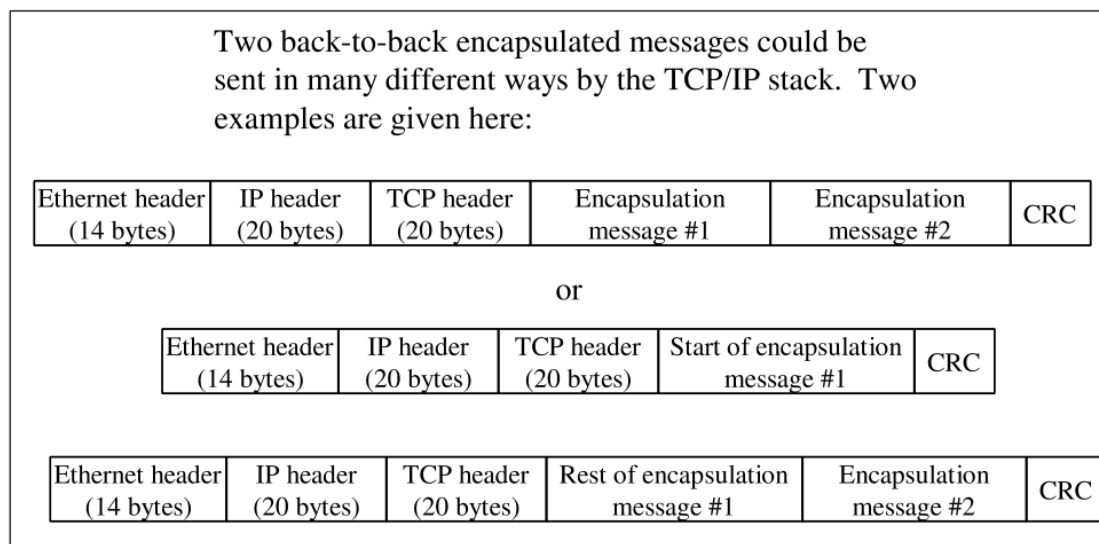 Two back-to-back encapsulated messages could be
sent in many different ways by the TCP/IP stack.  Two
examples are given here:
Ethernet header IP header TCP header Encapsulation Encapsulation CRC
(14 bytes) (20 bytes) (20 bytes) message #1 message #2
or
Ethernet header IP header TCP header Start of encapsulation CRC
(14 bytes) (20 bytes) (20 bytes) message #1
Ethernet header IP header TCP header Rest of encapsulation Encapsulation CRC
(14 bytes) (20 bytes) (20 bytes) message #1 message #2